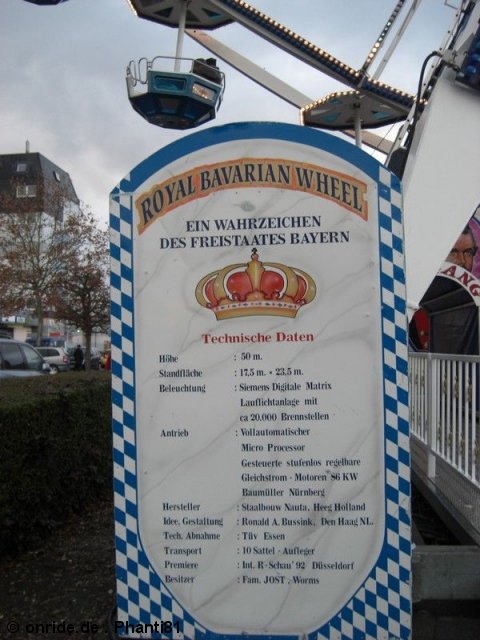 ROYAL BAVARIAN WHEEL
EIN WAHRZEICHEN
DES FREISTAATES BAYERN
Technische Daten
Höhe : 50 m.
Standfläche : 17,5 m. * 23,5 m.
Beleuchtung : Siemens Digitale Matrix
Lauflichtanlage mit
ca 20.000 Brennstellen
Antrieb : Vollautomatischer
Micro Processor
Gesteuerte stufenlos regelbare
Gleichstrom - Motoren 86 KW
Baumüller Nürnberg
Hersteller : Staalbouw Nauta, Heeg Holland
Idee, Gestaltung : Ronald A. Bussink, Den Haag NL.
Tech. Abnahme : Tüv Essen
Transport : 10 Sattel - Auflieger
Premiere : Int. R - Schau '92 Düsseldorf
Besitzer : Fam. JOST , Worms
LANG
© onride.de . Phanti81